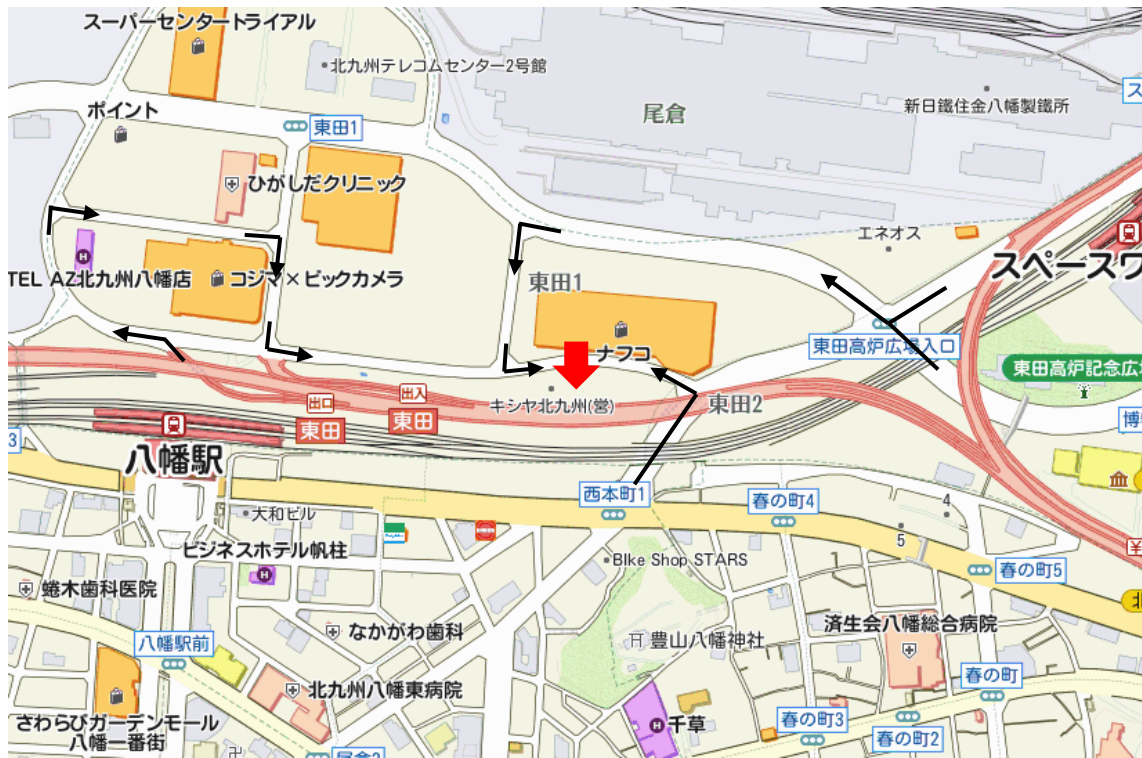 スーパーセンタートライアル
北九州テレコムセンター2号館
尾倉
新日鐵住金八幡製鐵所
ス
ポイント
東田1
ひがしだクリニック
エネオス
スペースワ
TEL AZ北九州八幡店
コジマ×ビックカメラ
東田1
ナフコ
東田高炉広場入口
東田高炉記念広場
出入
出口
東田
東田
キシヤ北九州(営)
東田2
博
3
八幡駅
西本町1
春の町4
4
大和ビル
5
ビジネスホテル帆柱
H
Bike Shop STARS
春の町5
北
蜷木歯科医院
なかがわ歯科
豊山八幡神社
済生会八幡総合病院
八幡駅前
北九州八幡東病院
春の町
さわらびガーデンモール
八幡一番街
H
千草
春の町3
春の町2
尾倉2